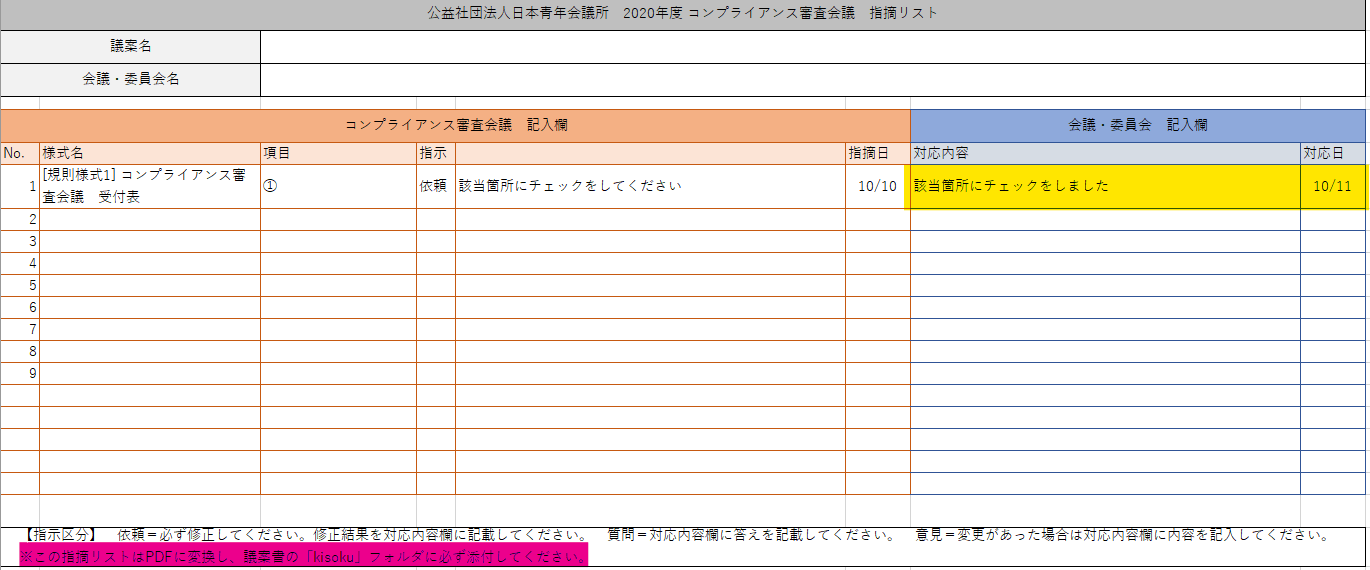 公益社団法人日本青年会議所　2020年度 コンプライアンス審査会議　指摘リスト
議案名
会議・委員会名
コンプライアンス審査会議　記入欄　会議・委員会　記入欄
No. 様式名 項目 指示 指摘日 対応内容 対応日
[規則様式1] コンプライアンス審
1 ① 依頼 該当箇所にチェックをしてください 10/10 該当箇所にチェックをしました 10/11
査会議　受付表
2
3
4
5
6
7
8
9
【指示区分】　依頼＝必ず修正してください。修正結果を対応内容欄に記載してください。　質問＝対応内容欄に答えを記載してください。　意見＝変更があった場合は対応内容欄に内容を記入してください。
※この指摘リストはPDFに変換し、議案書の「kisoku」フォルダに必ず添付してください。